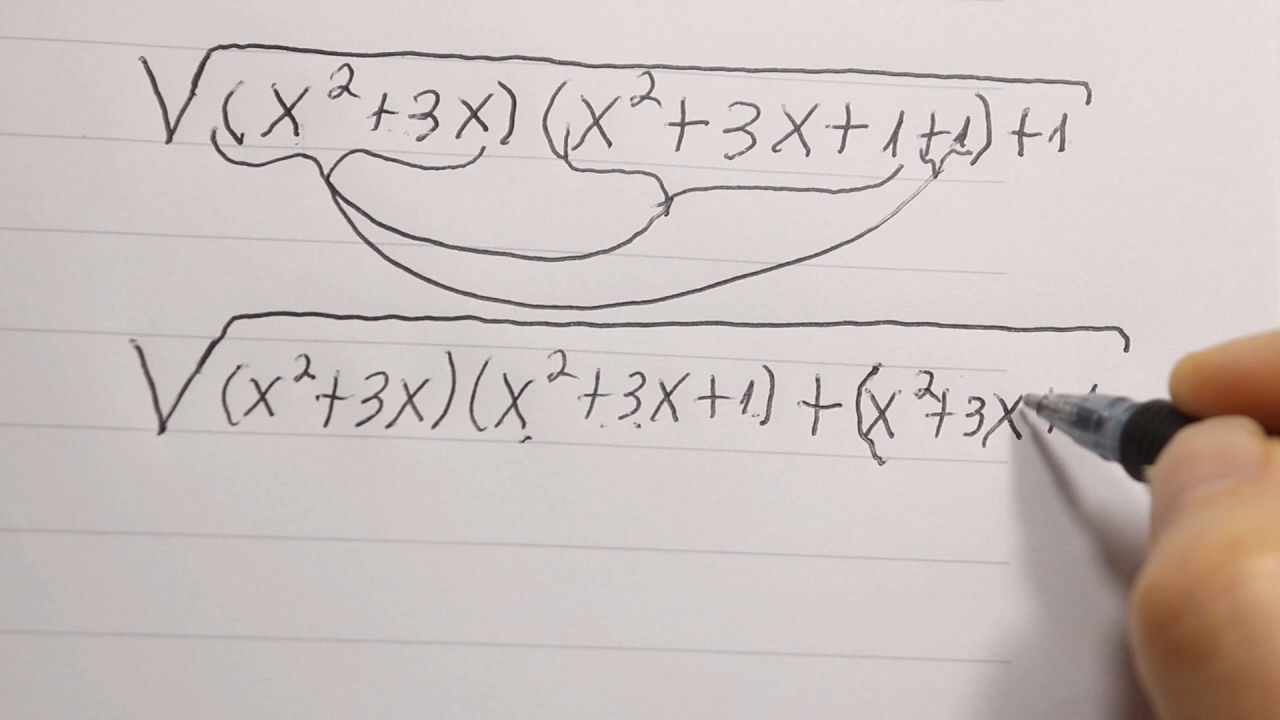 √(x²+3x)(x²+3x+1+1)+1
√(x²+3x)(x²+3x+1)+(x²+3x